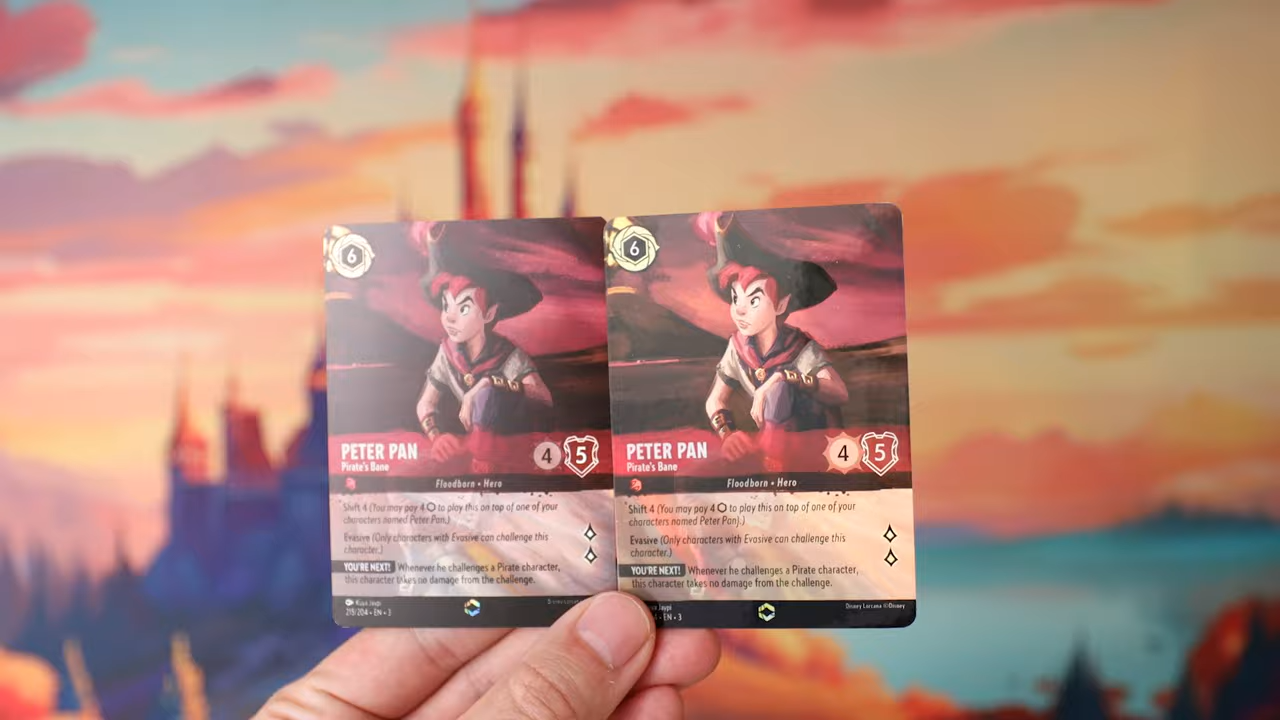 6
PETER PAN
Pirate's Bane
4 5
Floodborn • Hero
Shift 4 (You may pay 4 to play this on top of one of your
characters named Peter Pan.)
Evasive (Only characters with Evasive can challenge this
character.)
YOU'RE NEXT! Whenever he challenges a Pirate character,
this character takes no damage from the challenge.
Kuya Jaypi
215/204 • EN • 3
6
PETER PAN
Pirate's Bane
4 5
Floodborn • Hero
Shift 4 (You may pay 4 to play this on top of one of your
characters named Peter Pan}.)
Evasive (Only characters with Evasive can challenge this
character.)
YOU'RE NEXT! Whenever he challenges a Pirate character,
this character takes no damage from the challenge.
Jaypi
• EN • 3
Disney Lorcana ©Disney